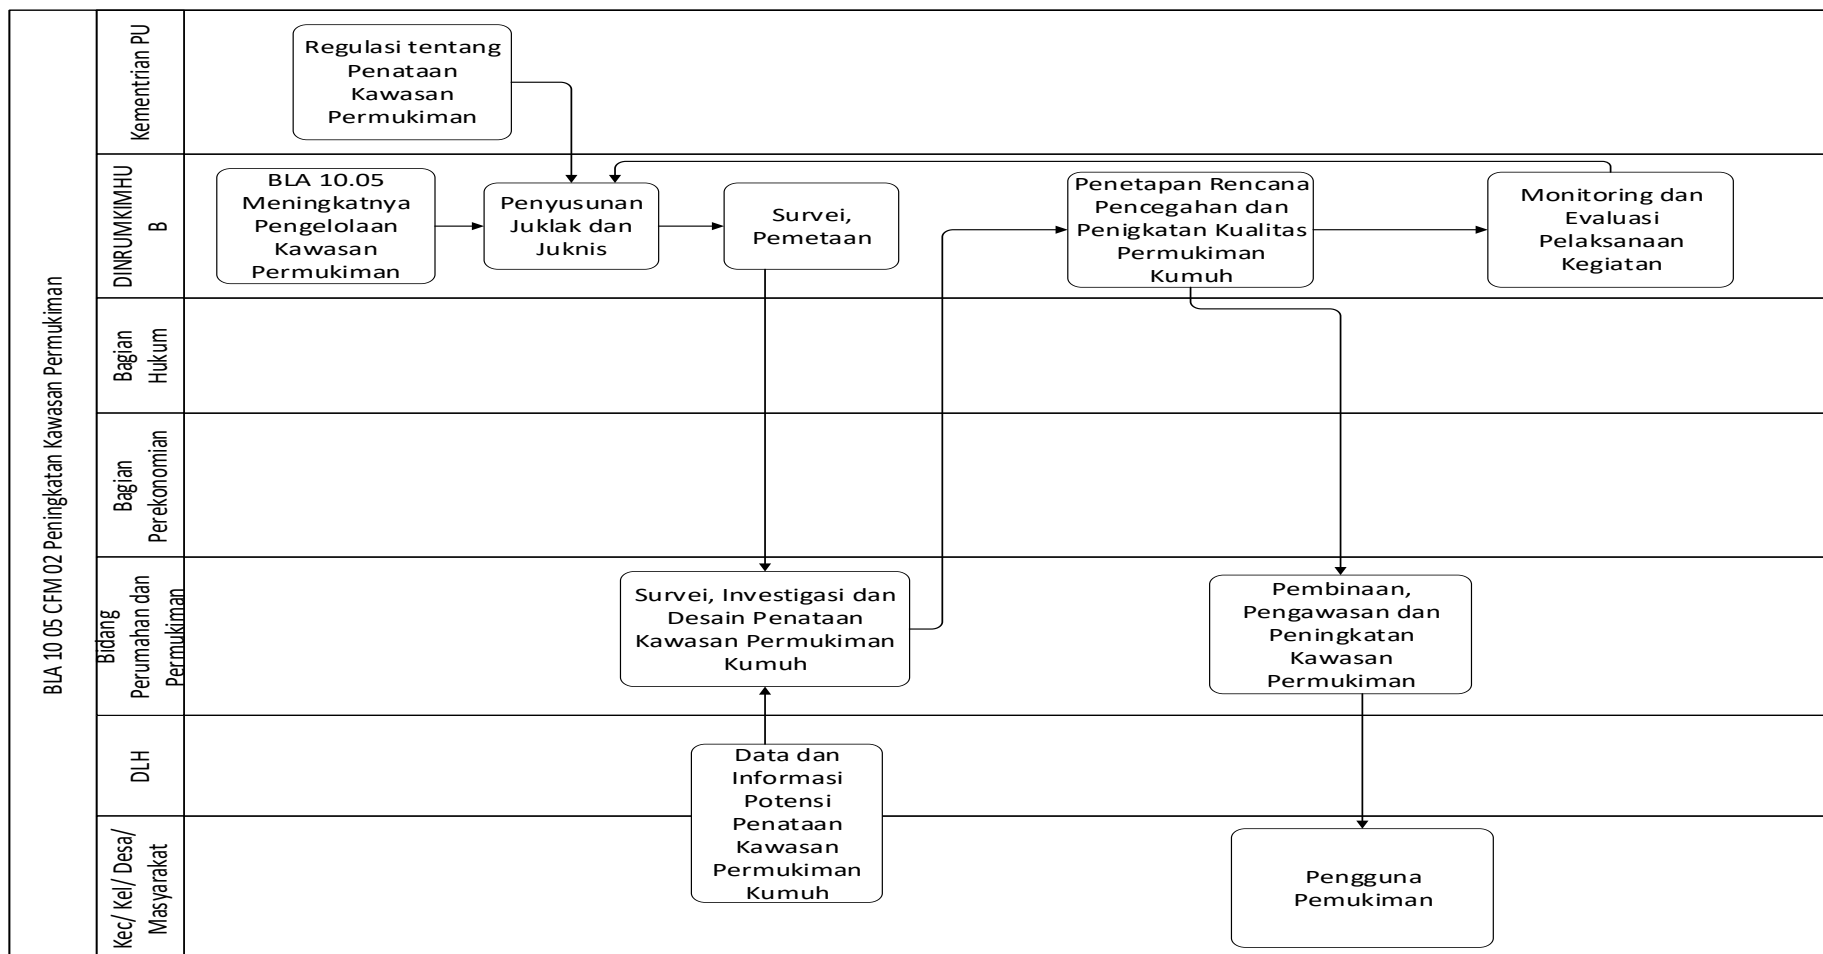 BLA 10 05 CFM 02 Peningkatan Kawasan Permukiman
Kementrian PU
Regulasi tentang
Penataan
Kawasan
Permukiman
DINRUMKIMHU
B
BLA 10.05
Meningkatnya
Pengelolaan
Kawasan
Permukiman
Penyusunan
Juklak dan
Juknis
Survei,
Pemetaan
Penetapan Rencana
Pencegahan dan
Penigkatan Kualitas
Permukiman
Kumuh
Monitoring dan
Evaluasi
Pelaksanaan
Kegiatan
Bagian
Hukum
Bagian
Perekonomian
Bidang
Perumahan dan
Permukiman
Survei, Investigasi dan
Desain Penataan
Kawasan Permukiman
Kumuh
Pembinaan,
Pengawasan dan
Peningkatan
Kawasan
Permukiman
DLH
Data dan
Informasi
Potensi
Penataan
Kawasan
Permukiman
Kumuh
Kec/ Kel/ Desa/
Masyarakat
Pengguna
Pemukiman